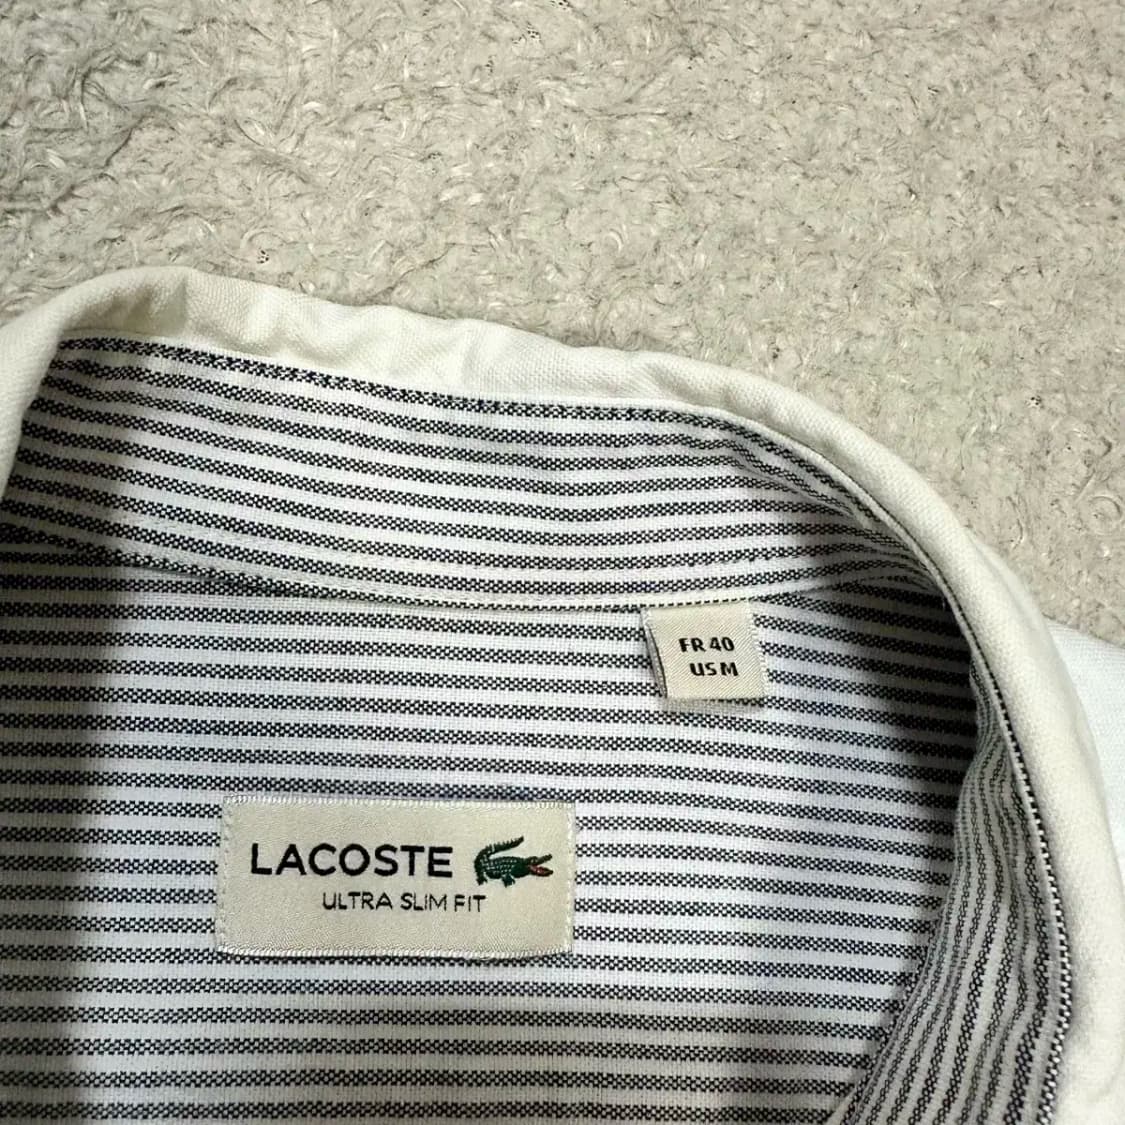 FR 40
US M
LACOSTE
ULTRA SLIM FIT